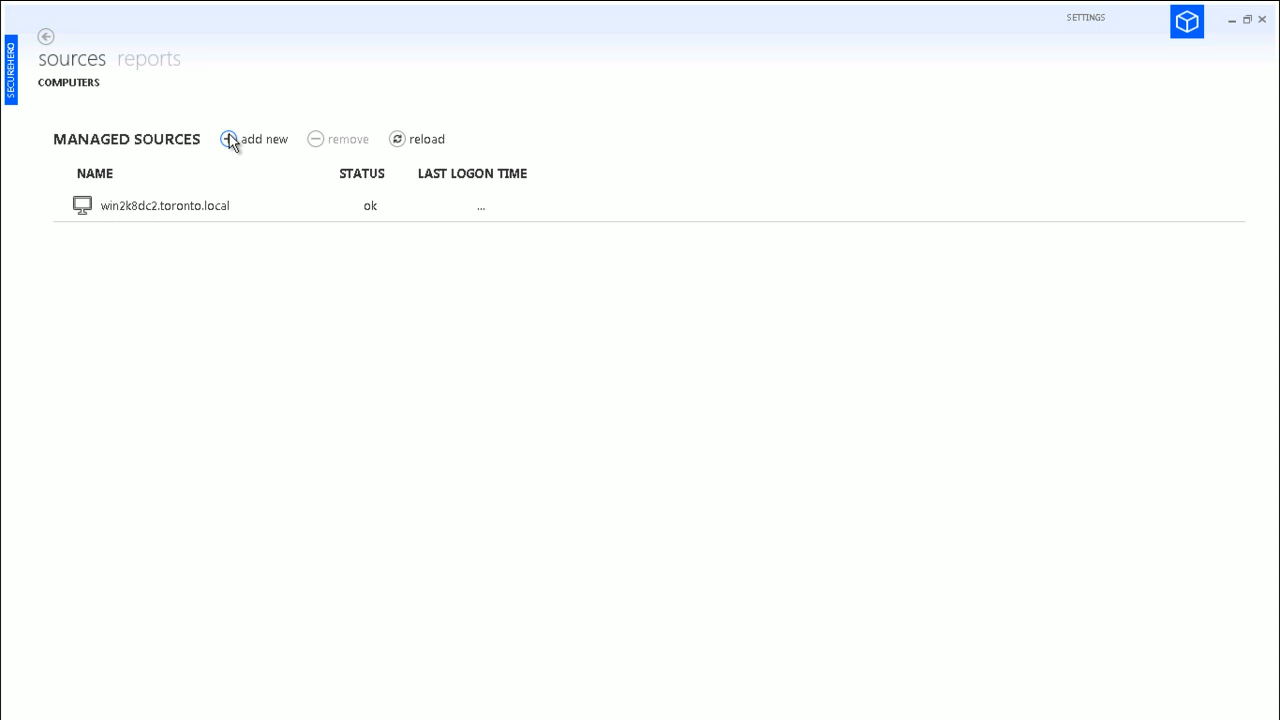 SETTINGS
SECUREHERO
sources reports
COMPUTERS
MANAGED SOURCES add new remove reload
NAME STATUS LAST LOGON TIME
win2k8dc2.toronto.local ok ...